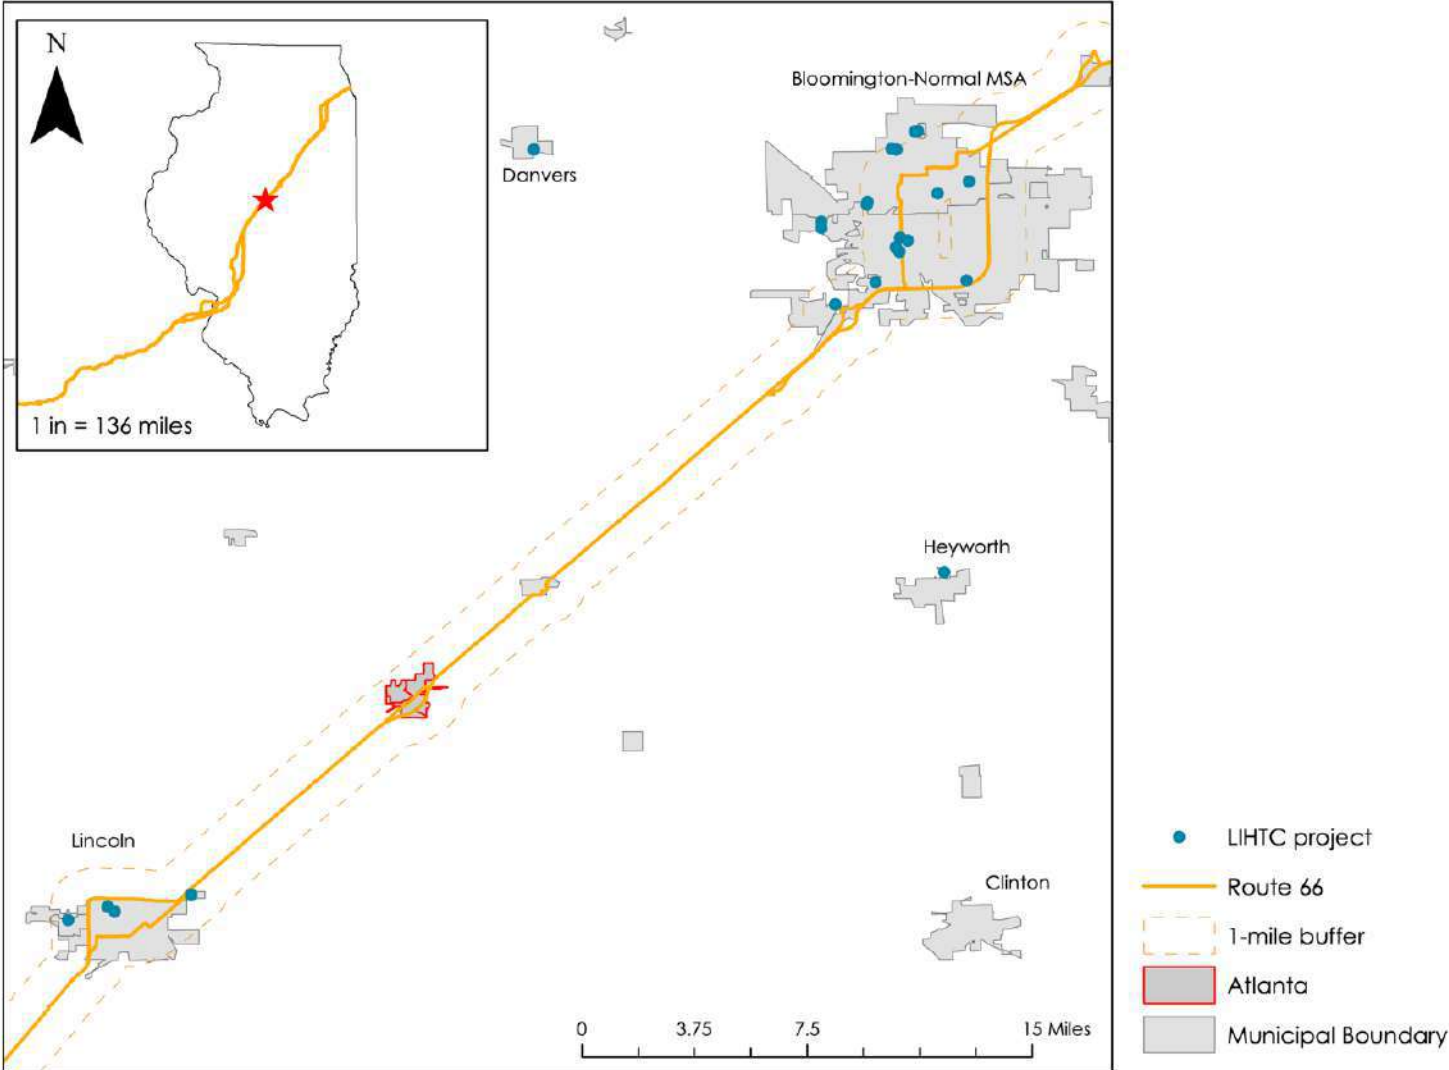 N
1 in = 136 miles
Bloomington-Normal MSA
Danvers
Heyworth
Lincoln
Clinton
0 3.75 7.5 15 Miles
LIHTC project
Route 66
1-mile buffer
Atlanta
Municipal Boundary